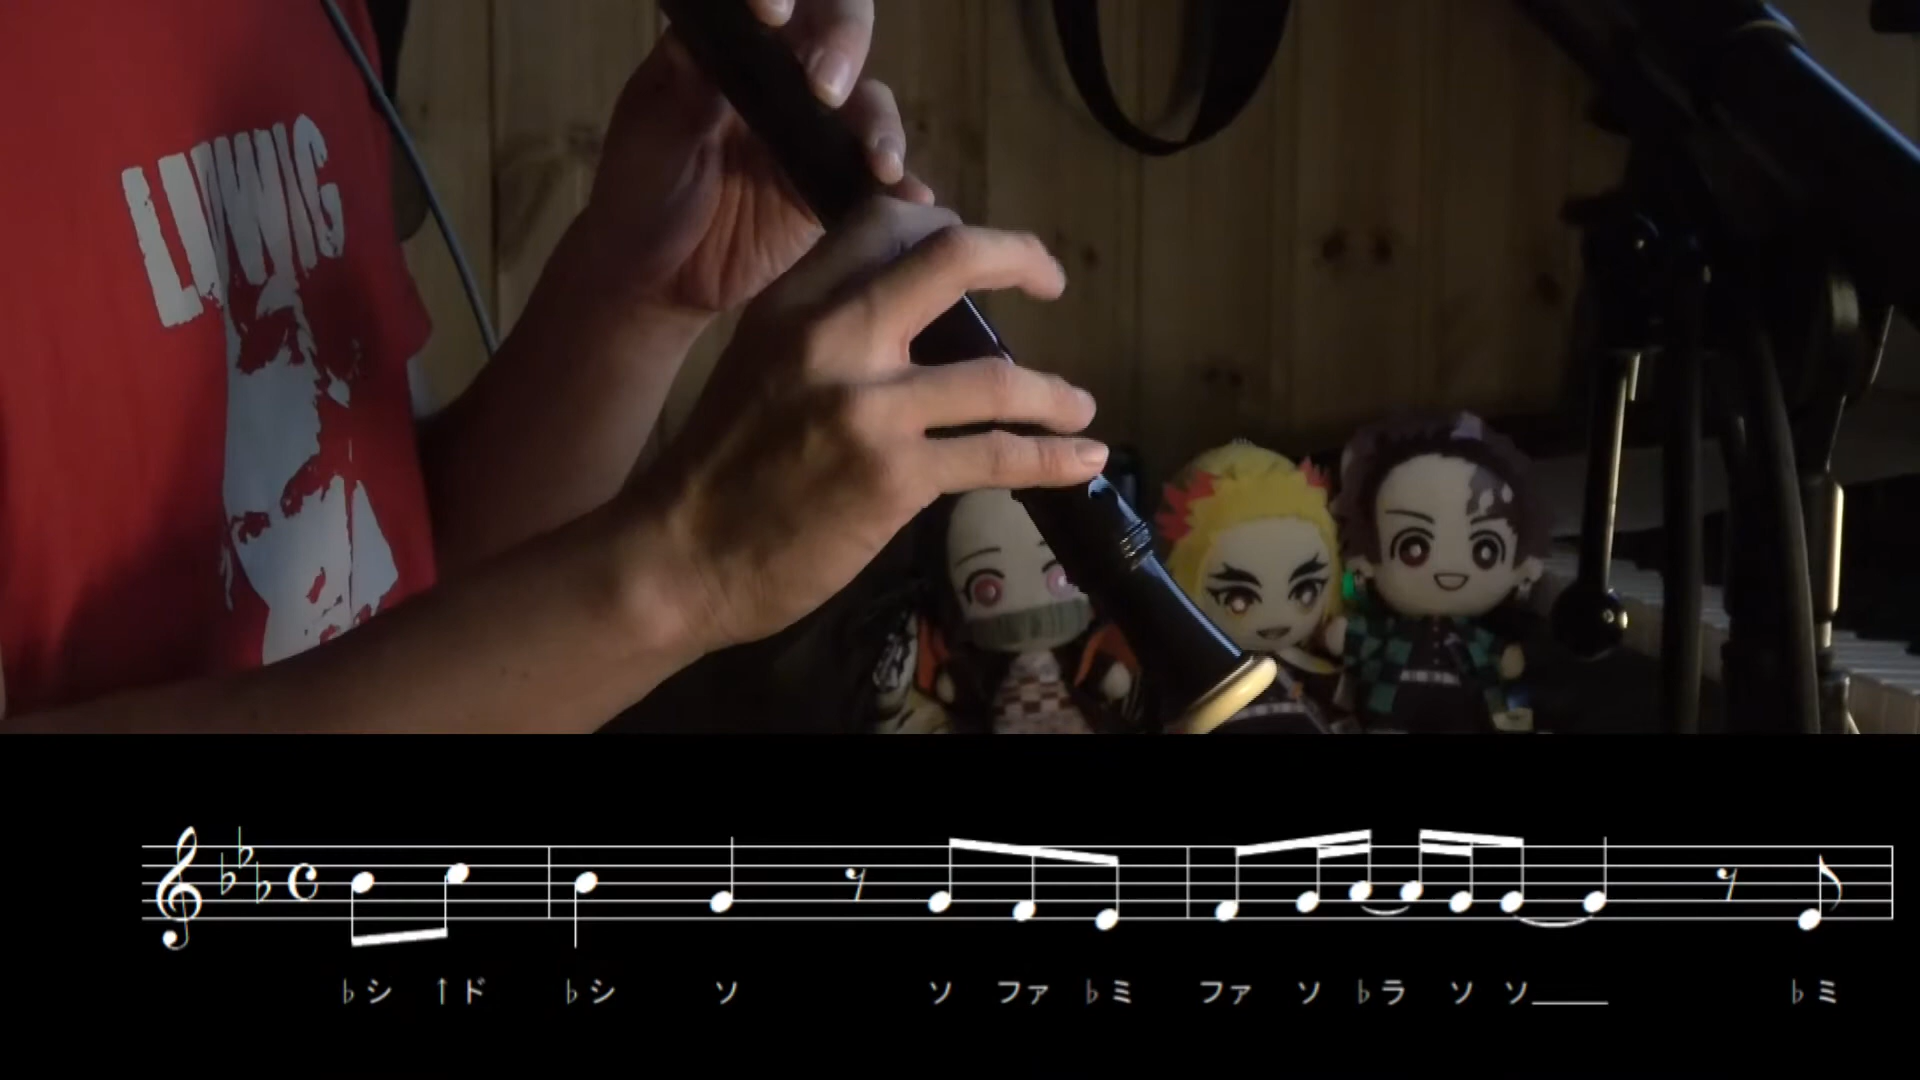 LUDWIG
♭シ ↑ド ♭シ ソ ソ ファ ♭ミ ファ ソ ♭ラ ソ ソ___ ♭ミ